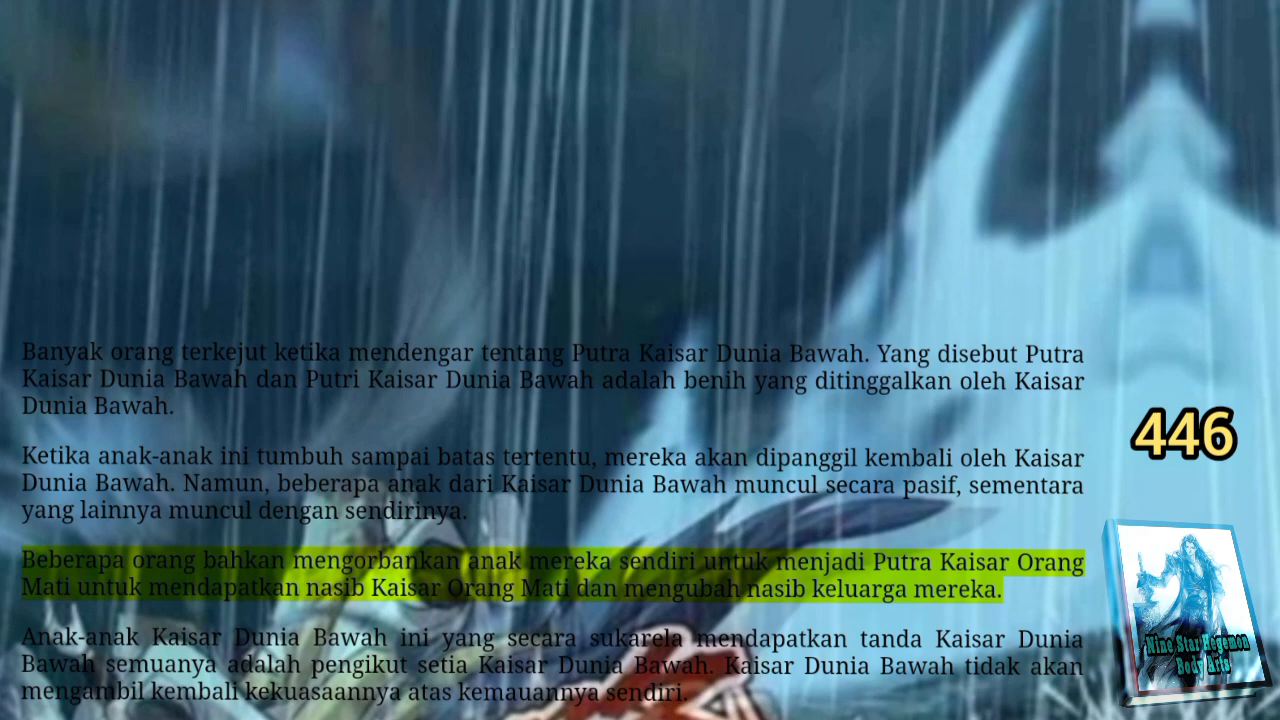 Banyak orang terkejut ketika mendengar tentang Putra Kaisar Dunia Bawah. Yang disebut Putra
Kaisar Dunia Bawah dan Putri Kaisar Dunia Bawah adalah benih yang ditinggalkan oleh Kaisar
Dunia Bawah.
Ketika anak-anak ini tumbuh sampai batas tertentu, mereka akan dipanggil kembali oleh Kaisar
Dunia Bawah. Namun, beberapa anak dari Kaisar Dunia Bawah muncul secara pasif, sementara
yang lainnya muncul dengan sendirinya.
Beberapa orang bahkan mengorbankan anak mereka sendiri untuk menjadi Putra Kaisar Orang
Mati untuk mendapatkan nasib Kaisar Orang Mati dan mengubah nasib keluarga mereka.
Anak-anak Kaisar Dunia Bawah ini yang secara sukarela mendapatkan tanda Kaisar Dunia
Bawah semuanya adalah pengikut setia Kaisar Dunia Bawah. Kaisar Dunia Bawah tidak akan
mengambil kembali kekuasaannya atas kemauannya sendiri.
446
Nine Star Hegemon
Body Arts